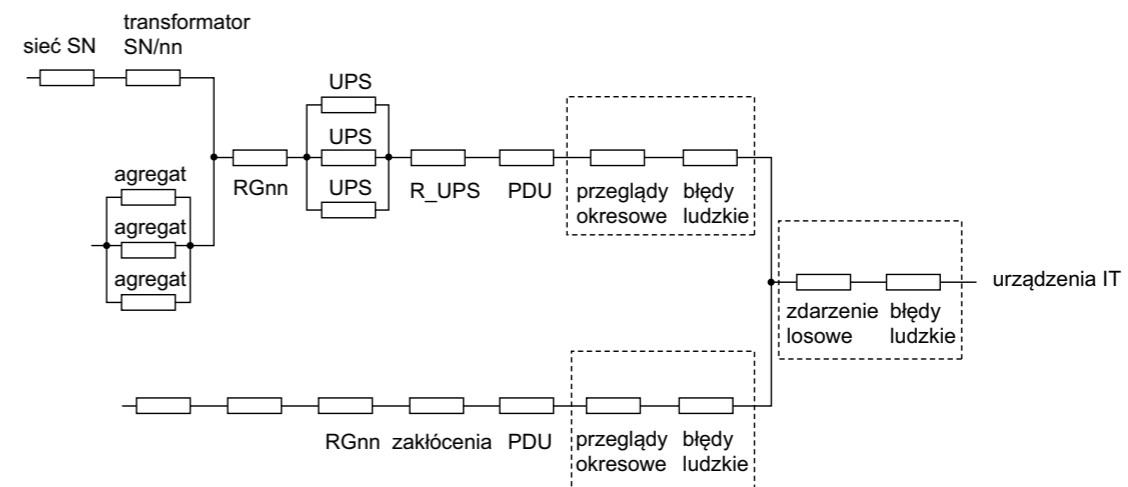 transformator
sieć SN SN/nn
UPS
UPS
agregat
RGnn UPS R_UPS PDU przeglądy błędy
okresowe ludzkie
agregat
agregat
urządzenia IT
zdarzenie błędy
losowe ludzkie
RGnn zakłócenia PDU przeglądy błędy
okresowe ludzkie